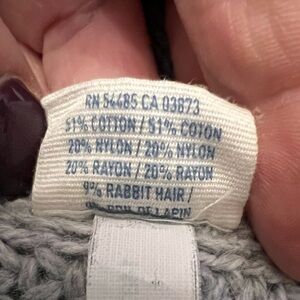 RN 54485 CA 03873
51% COTTON / 51% COTON
20% NYLON / 20% NYLON
20% RAYON / 20% RAYON
9% RABBIT HAIR /
DE LAPIN